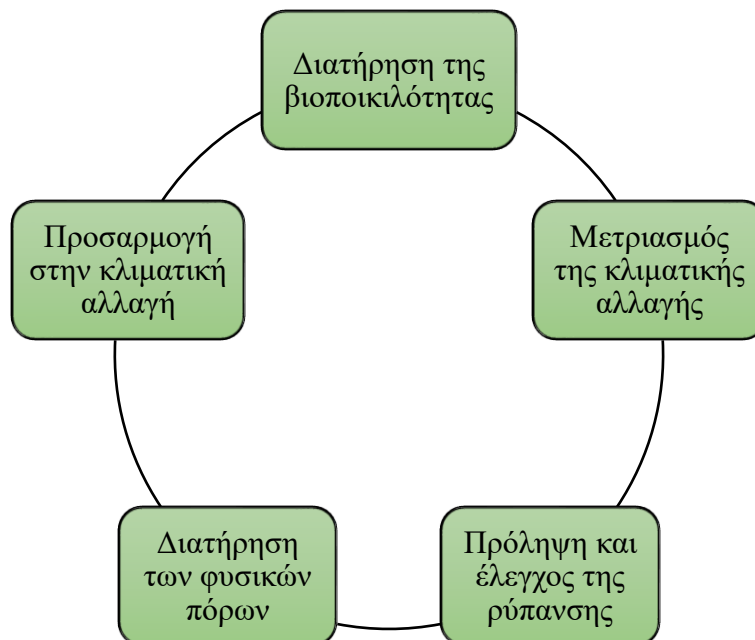 Διατήρηση της
βιοποικιλότητας
Μετριασμός
της κλιματικής
αλλαγής
Πρόληψη και
έλεγχος της
ρύπανσης
Διατήρηση
των φυσικών
πόρων
Προσαρμογή
στην κλιματική
αλλαγή